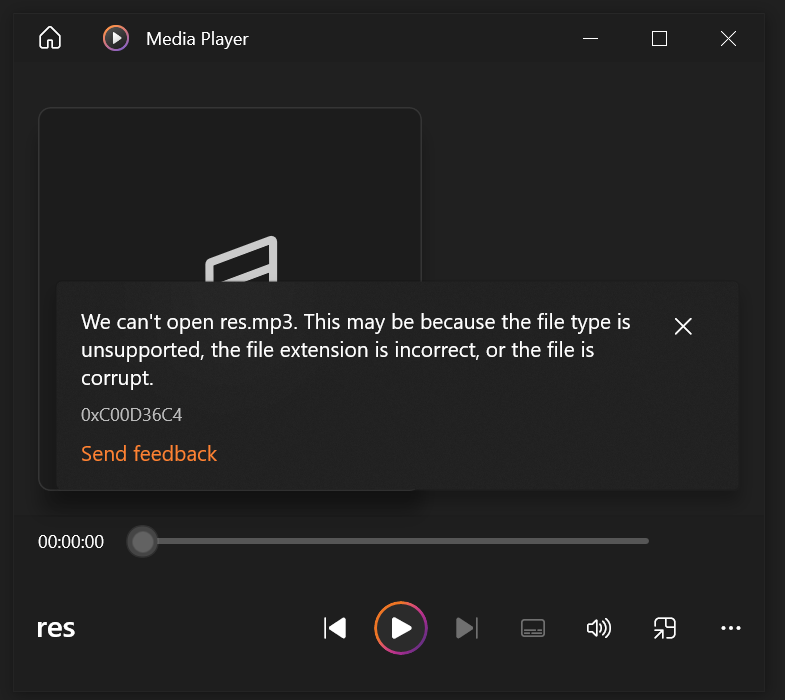 Media Player
We can't open res.mp3. This may be because the file type is
unsupported, the file extension is incorrect, or the file is
corrupt.
0xC00D36C4
Send feedback
00:00:00
res